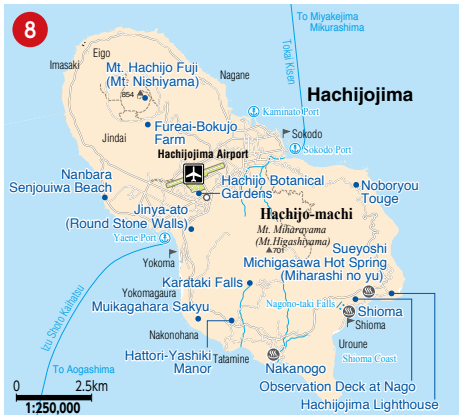 8
To Miyakejima
Mikurashima
Tokai Kisen
Eigo
Imasaki
Mt. Hachijo Fuji
(Mt. Nishiyama)
854
Nagane
Hachijojima
Kaminato Port
Fureai-Bokujo
Farm
Sokodo
Jindai
Hachijojima Airport
Sokodo Port
Nanbara
Senjouiwa Beach
Hachijo Botanical
Gardens
Noboryou
Touge
Jinya-ato
(Round Stone Walls)
Hachijo-machi
Mt. Miharayama
(Mt.Higashiyama)
701
Yaene Port
Sueyoshi
Michigasawa Hot Spring
(Miharashi no yu)
Yokoma
Karataki Falls
Yokomagaura
Nagono-taki Falls
Muikagahara Sakyu
Shioma
Shioma
Izu Shoto Kaihatsu
Nakonohana
Uroune
Hattori-Yashiki
Manor
Tatamine
Shioma Coast
To Aogashima
Nakanogo
Observation Deck at Nago
Hachijojima Lighthouse
0 2.5km
1:250,000